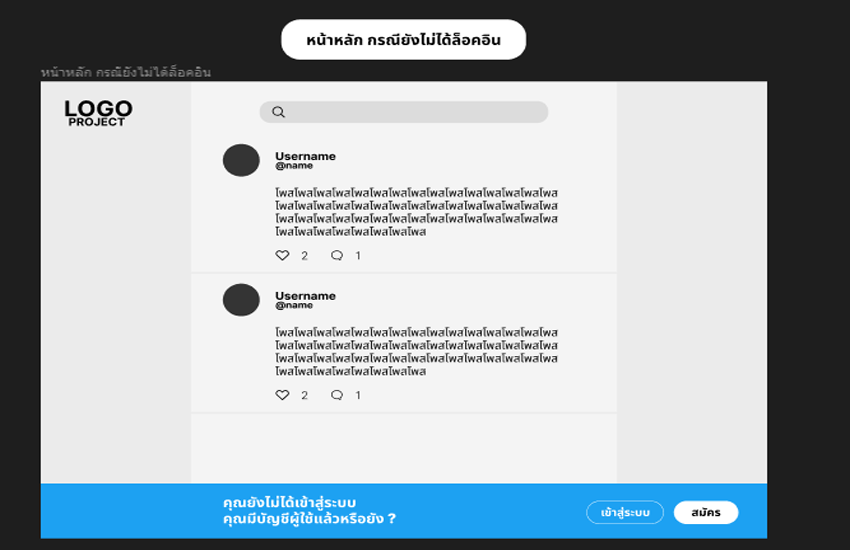 หน้าหลัก กรณียังไม่ได้ล็อคอิน
หน้าหลัก กรณียังไม่ได้ล็อคอิน
LOGO
PROJECT
Username
@name
โพสโพสโพสโพสโพสโพสโพสโพสโพสโพสโพสโพสโพสโพสโพส
โพสโพสโพสโพสโพสโพสโพสโพสโพสโพสโพสโพสโพสโพสโพส
โพสโพสโพสโพสโพสโพสโพสโพสโพสโพสโพสโพสโพสโพสโพส
โพสโพสโพสโพสโพสโพสโพสโพส
2 1
Username
@name
โพสโพสโพสโพสโพสโพสโพสโพสโพสโพสโพสโพสโพสโพสโพส
โพสโพสโพสโพสโพสโพสโพสโพสโพสโพสโพสโพสโพสโพสโพส
โพสโพสโพสโพสโพสโพสโพสโพสโพสโพสโพสโพสโพสโพสโพส
โพสโพสโพสโพสโพสโพสโพสโพส
2 1
คุณยังไม่ได้เข้าสู่ระบบ
คุณมีบัญชีผู้ใช้แล้วหรือยัง ?
เข้าสู่ระบบ สมัคร